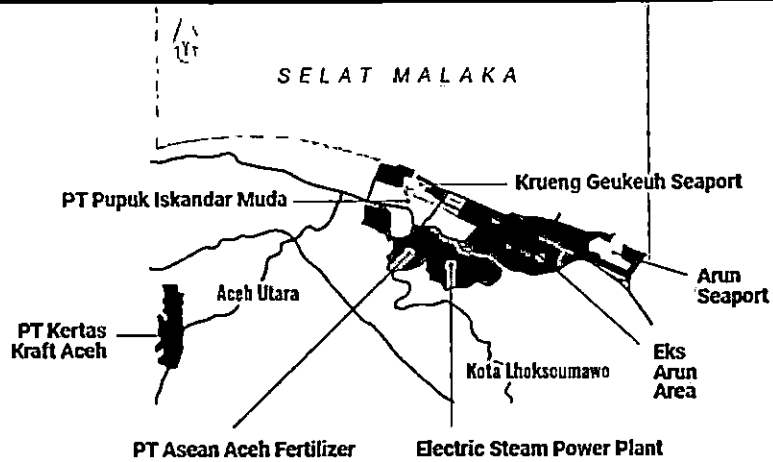 SELAT MALAKA
Krueng Geukeuh Seaport
PT Pupuk Iskandar Muda
Arun
Seaport
Aceh Utara
PT Kertas
Kraft Aceh
Eks
Arun
Area
Kota Lhoksoumawo
PT Asean Aceh Fertilizer
Electric Steam Power Plant